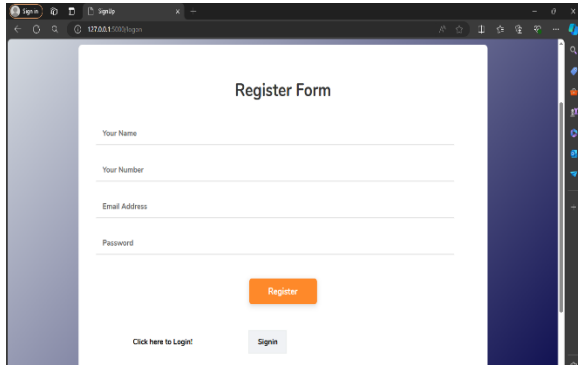 Sign in
SignUp
127.0.0.1:5000/logon
Register Form
Your Name
Your Number
Email Address
Password
Register
Click here to Login!
Signin